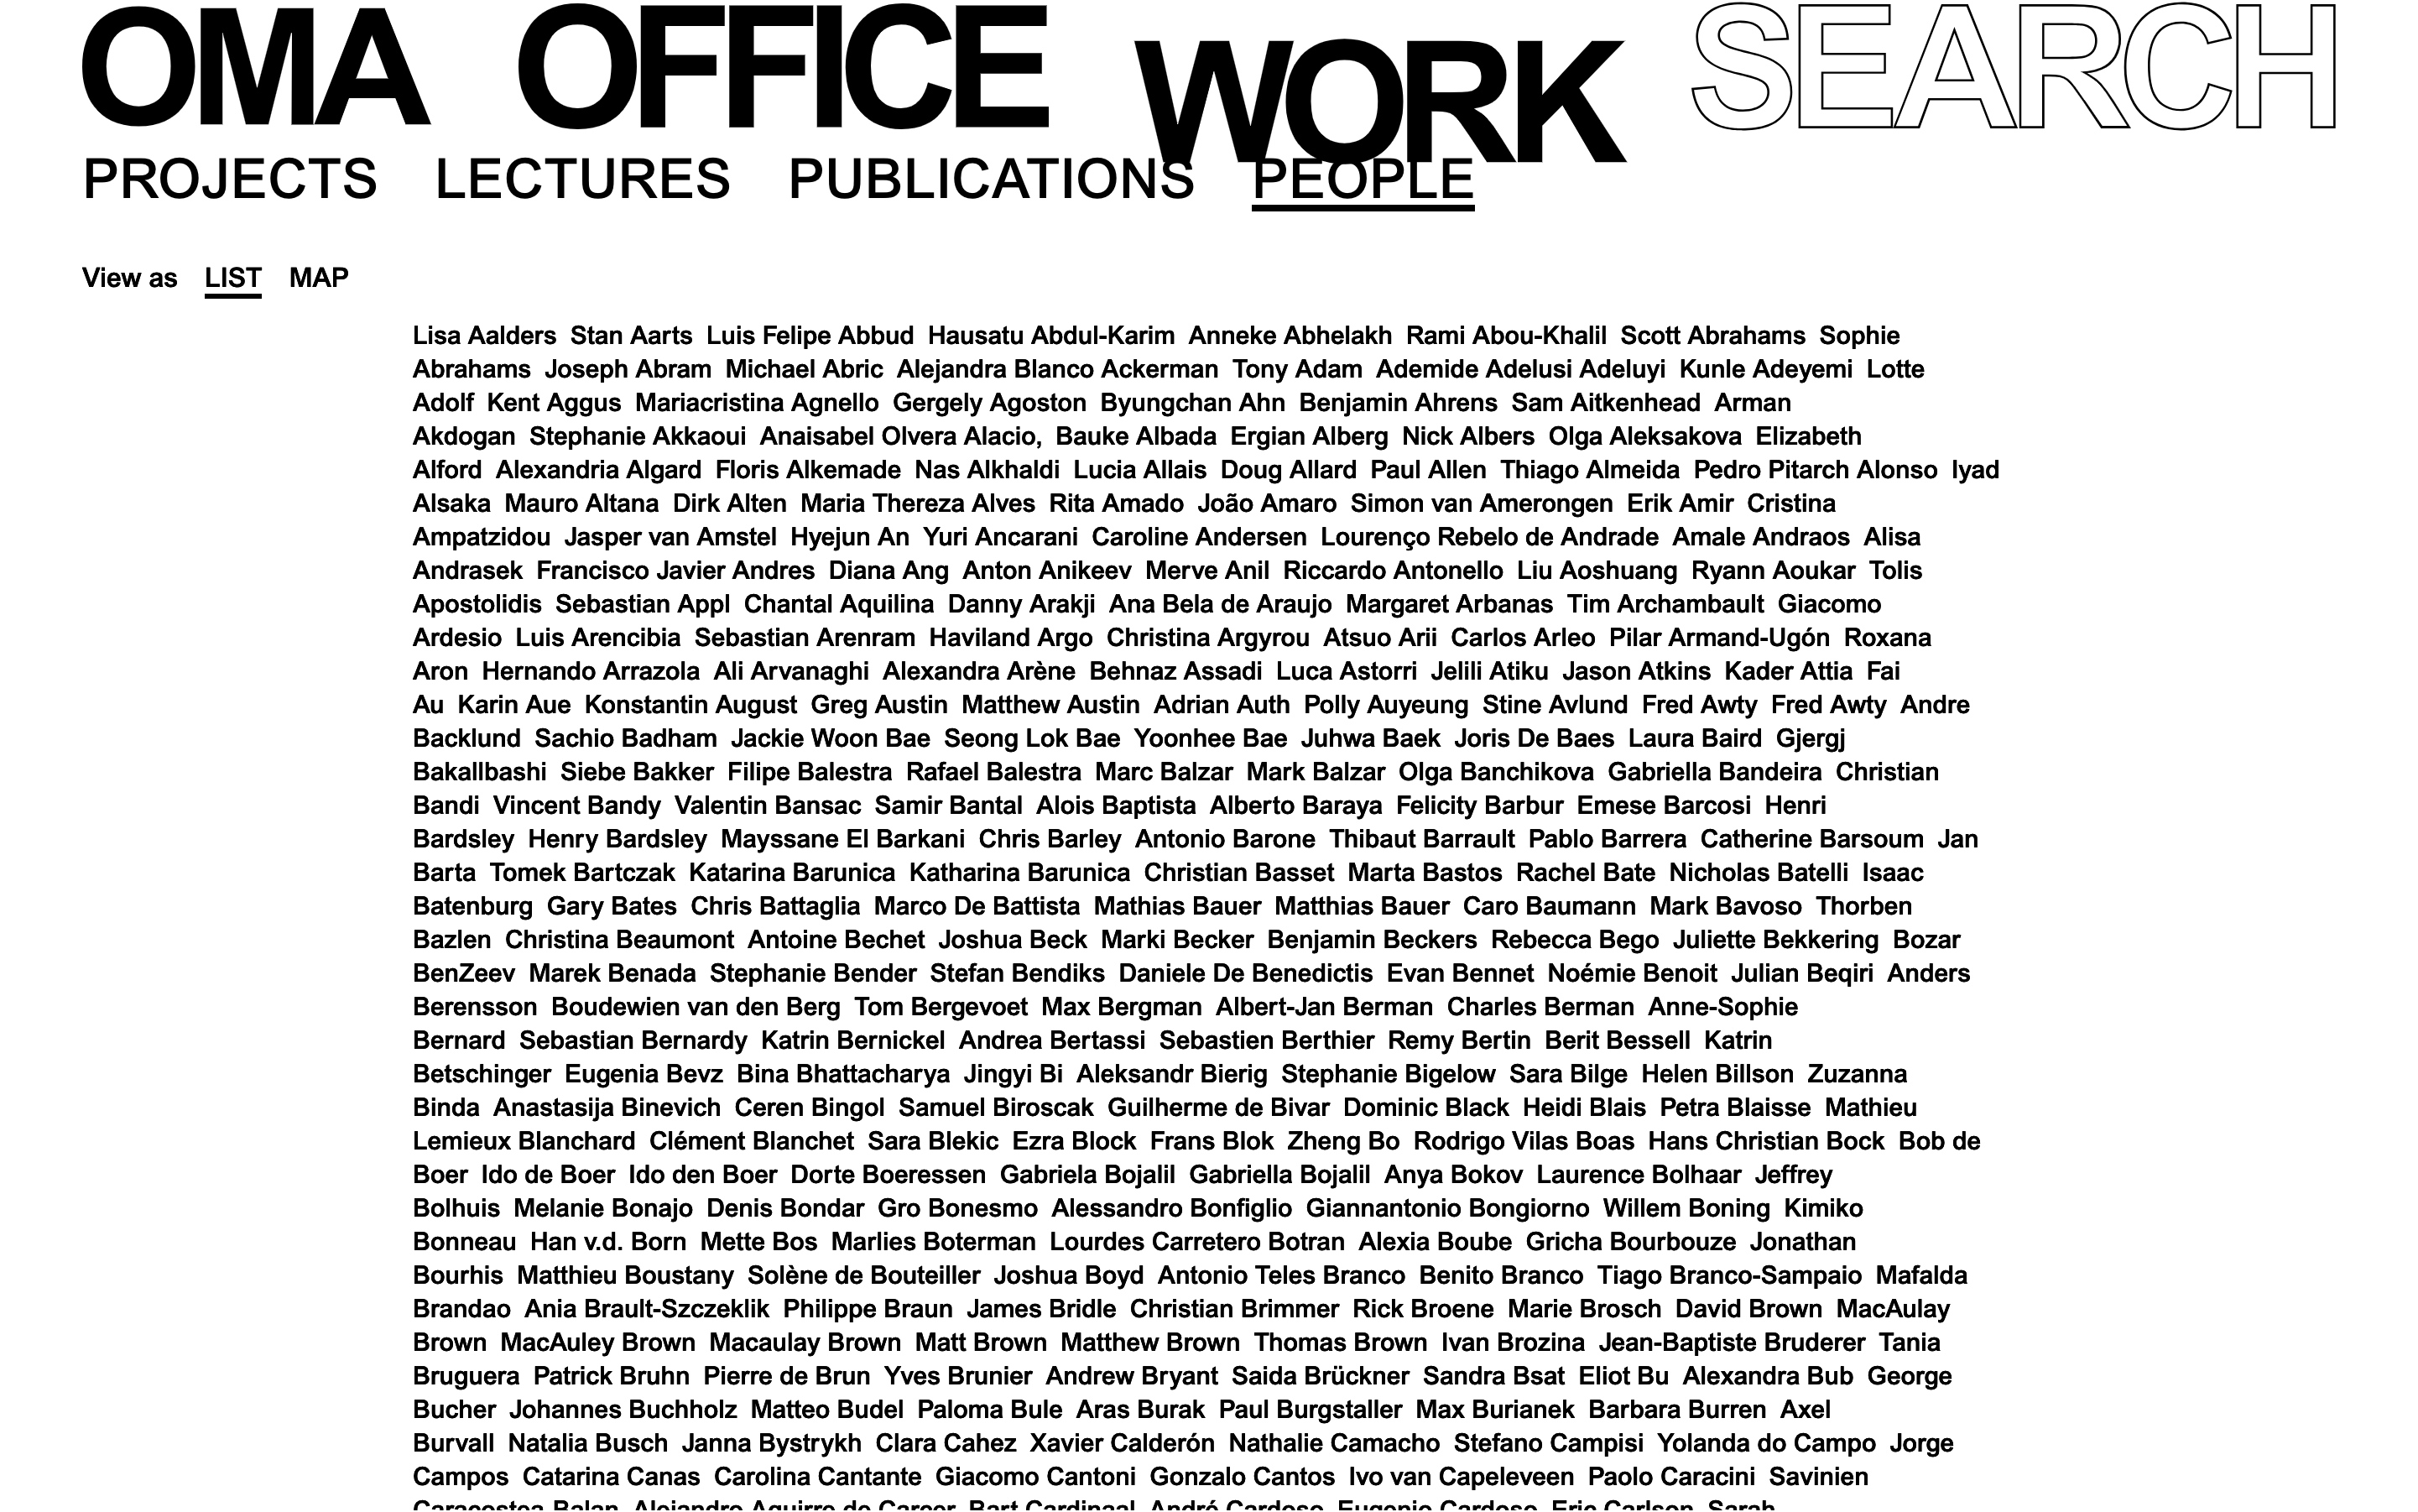 OMA OFFICE WORK SEARCH
PROJECTS LECTURES PUBLICATIONS PEOPLE
View as LIST MAP
Lisa Aalders Stan Aarts Luis Felipe Abbud Hausatu Abdul-Karim Anneke Abhelakh Rami Abou-Khalil Scott Abrahams Sophie
Abrahams Joseph Abram Michael Abric Alejandra Blanco Ackerman Tony Adam Ademide Adelusi Adeluyi Kunle Adeyemi Lotte
Adolf Kent Aggus Mariacristina Agnello Gergely Agoston Byungchan Ahn Benjamin Ahrens Sam Aitkenhead Arman
Akdogan Stephanie Akkaoui Anaisabel Olvera Alacio, Bauke Albada Ergian Alberg Nick Albers Olga Aleksakova Elizabeth
Alford Alexandria Algard Floris Alkemade Nas Alkhaldi Lucia Allais Doug Allard Paul Allen Thiago Almeida Pedro Pitarch Alonso Iyad
Alsaka Mauro Altana Dirk Alten Maria Thereza Alves Rita Amado João Amaro Simon van Amerongen Erik Amir Cristina
Ampatzidou Jasper van Amstel Hyejun An Yuri Ancarani Caroline Andersen Lourenço Rebelo de Andrade Amale Andraos Alisa
Andrasek Francisco Javier Andres Diana Ang Anton Anikeev Merve Anil Riccardo Antonello Liu Aoshuang Ryann Aoukar Tolis
Apostolidis Sebastian Appl Chantal Aquilina Danny Arakji Ana Bela de Araujo Margaret Arbanas Tim Archambault Giacomo
Ardesio Luis Arencibia Sebastian Arenram Haviland Argo Christina Argyrou Atsuo Arii Carlos Arleo Pilar Armand-Ugón Roxana
Aron Hernando Arrazola Ali Arvanaghi Alexandra Arène Behnaz Assadi Luca Astorri Jelili Atiku Jason Atkins Kader Attia Fai
Au Karin Aue Konstantin August Greg Austin Matthew Austin Adrian Auth Polly Auyeung Stine Avlund Fred Awty Fred Awty Andre
Backlund Sachio Badham Jackie Woon Bae Seong Lok Bae Yoonhee Bae Juhwa Baek Joris De Baes Laura Baird Gjergj
Bakallbashi Siebe Bakker Filipe Balestra Rafael Balestra Marc Balzar Mark Balzar Olga Banchikova Gabriella Bandeira Christian
Bandi Vincent Bandy Valentin Bansac Samir Bantal Alois Baptista Alberto Baraya Felicity Barbur Emese Barcosi Henri
Bardsley Henry Bardsley Mayssane El Barkani Chris Barley Antonio Barone Thibaut Barrault Pablo Barrera Catherine Barsoum Jan
Barta Tomek Bartczak Katarina Barunica Katharina Barunica Christian Basset Marta Bastos Rachel Bate Nicholas Batelli Isaac
Batenburg Gary Bates Chris Battaglia Marco De Battista Mathias Bauer Matthias Bauer Caro Baumann Mark Bavoso Thorben
Bazlen Christina Beaumont Antoine Bechet Joshua Beck Marki Becker Benjamin Beckers Rebecca Bego Juliette Bekkering Bozar
BenZeev Marek Benada Stephanie Bender Stefan Bendiks Daniele De Benedictis Evan Bennet Noémie Benoit Julian Beqiri Anders
Berensson Boudewien van den Berg Tom Bergevoet Max Bergman Albert-Jan Berman Charles Berman Anne-Sophie
Bernard Sebastian Bernardy Katrin Bernickel Andrea Bertassi Sebastien Berthier Remy Bertin Berit Bessell Katrin
Betschinger Eugenia Bevz Bina Bhattacharya Jingyi Bi Aleksandr Bierig Stephanie Bigelow Sara Bilge Helen Billson Zuzanna
Binda Anastasija Binevich Ceren Bingol Samuel Biroscak Guilherme de Bivar Dominic Black Heidi Blais Petra Blaisse Mathieu
Lemieux Blanchard Clément Blanchet Sara Blekic Ezra Block Frans Blok Zheng Bo Rodrigo Vilas Boas Hans Christian Bock Bob de
Boer Ido de Boer Ido den Boer Dorte Boeressen Gabriela Bojalil Gabriella Bojalil Anya Bokov Laurence Bolhaar Jeffrey
Bolhuis Melanie Bonajo Denis Bondar Gro Bonesmo Alessandro Bonfiglio Giannantonio Bongiorno Willem Boning Kimiko
Bonneau Han v.d. Born Mette Bos Marlies Boterman Lourdes Carretero Botran Alexia Boube Gricha Bourbouze Jonathan
Bourhis Matthieu Boustany Solène de Bouteiller Joshua Boyd Antonio Teles Branco Benito Branco Tiago Branco-Sampaio Mafalda
Brandao Ania Brault-Szczeklik Philippe Braun James Bridle Christian Brimmer Rick Broene Marie Brosch David Brown MacAulay
Brown MacAuley Brown Macaulay Brown Matt Brown Matthew Brown Thomas Brown Ivan Brozina Jean-Baptiste Bruderer Tania
Bruguera Patrick Bruhn Pierre de Brun Yves Brunier Andrew Bryant Saida Brückner Sandra Bsat Eliot Bu Alexandra Bub George
Bucher Johannes Buchholz Matteo Budel Paloma Bule Aras Burak Paul Burgstaller Max Burianek Barbara Burren Axel
Burvall Natalia Busch Janna Bystrykh Clara Cahez Xavier Calderón Nathalie Camacho Stefano Campisi Yolanda do Campo Jorge
Campos Catarina Canas Carolina Cantante Giacomo Cantoni Gonzalo Cantos Ivo van Capeleveen Paolo Caracini Savinien
Caracostea Balan Alejandro Aguirre de Career Bart Cardinaal André Cardoso Eugenio Cardoso Eric Carlson Sarah